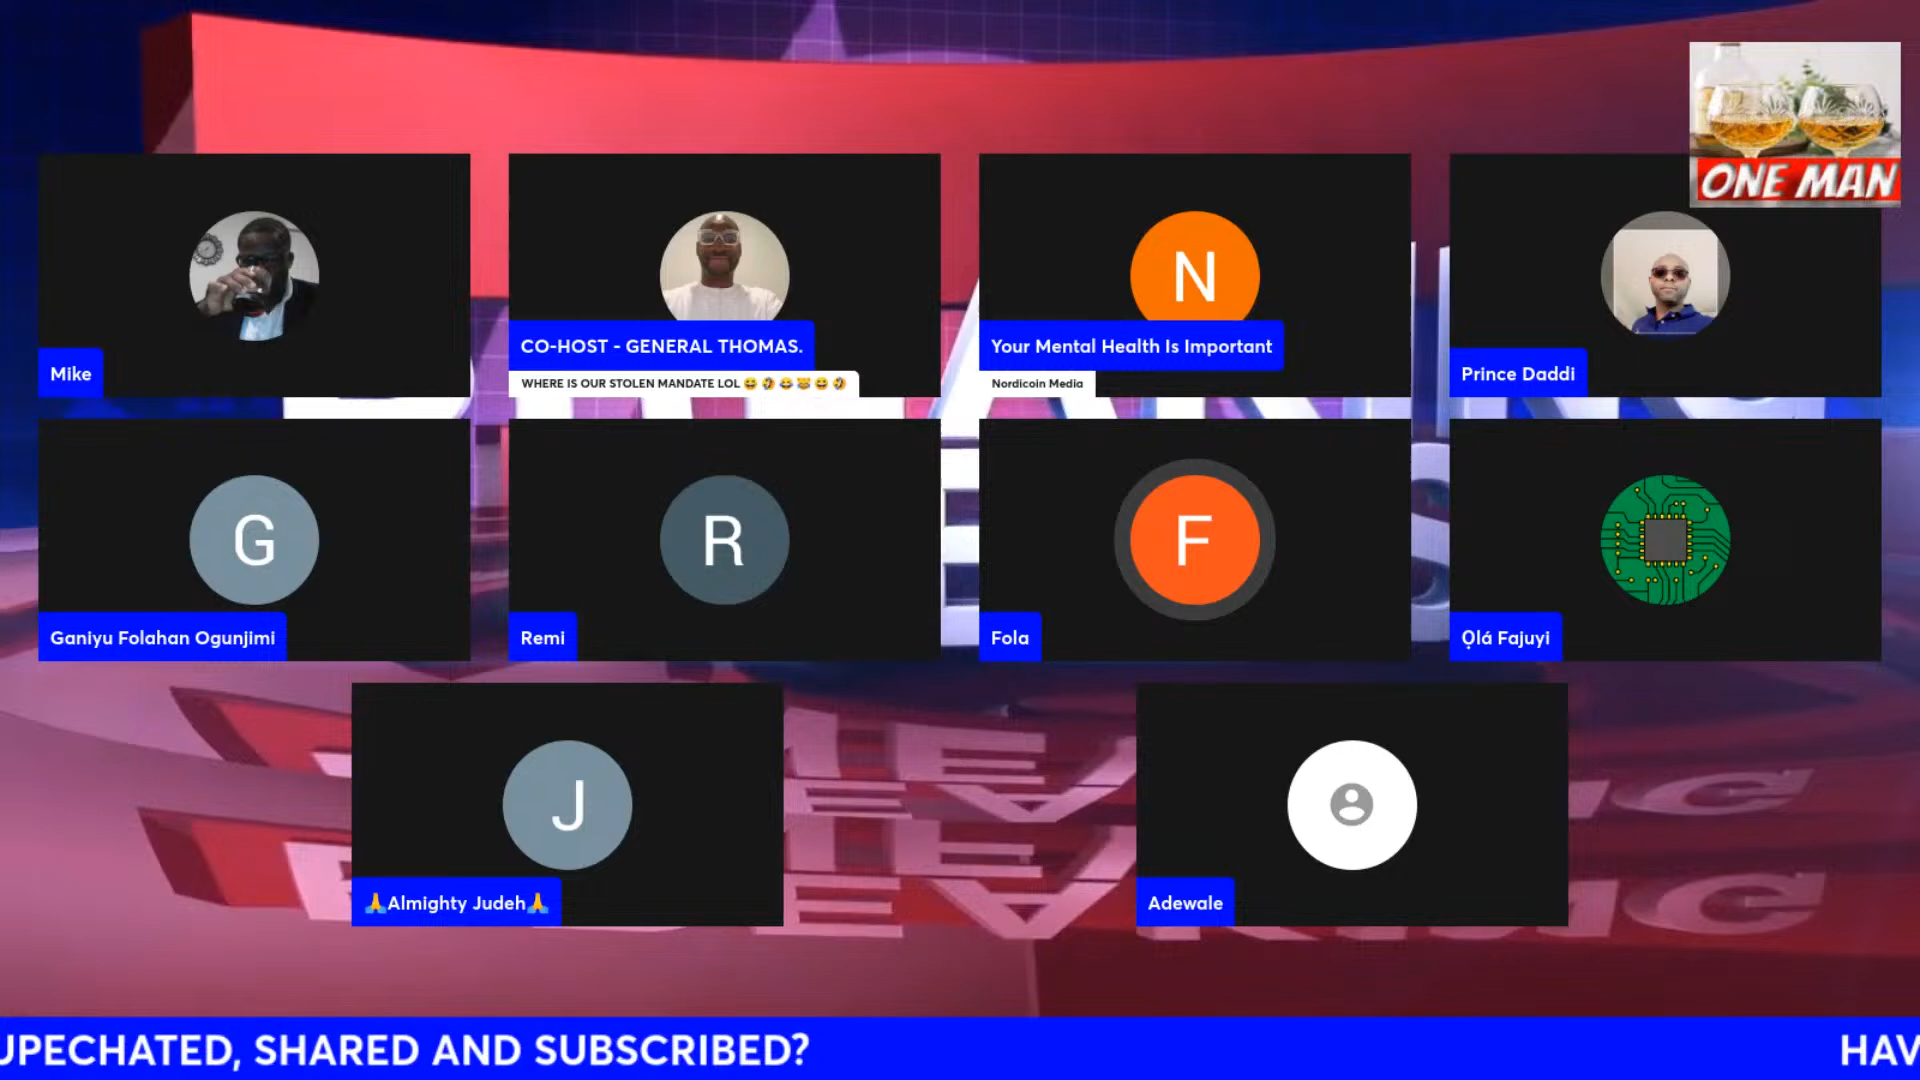 ONE MAN
Mike
CO-HOST - GENERAL THOMAS.
WHERE IS OUR STOLEN MANDATE LOL 😄 🤣 😂 😹 😄 🤣
N
Your Mental Health Is Important
Nordicoin Media
Prince Daddi
G
Ganiyu Folahan Ogunjimi
R
Remi
F
Fola
Ọlá Fajuyi
J
🙏Almighty Judeh🙏
Adewale
UPECHATED, SHARED AND SUBSCRIBED?
HAV